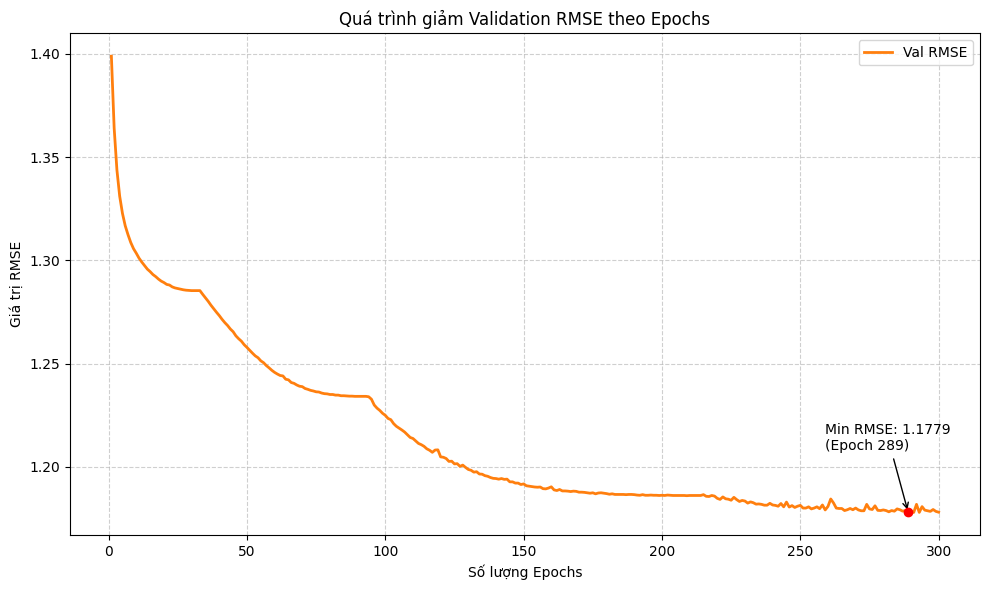 Quá trình giảm Validation RMSE theo Epochs
Val RMSE
Giá trị RMSE
1.40
1.35
1.30
1.25
1.20
Min RMSE: 1.1779
(Epoch 289)
0 50 100 150 200 250 300
Số lượng Epochs